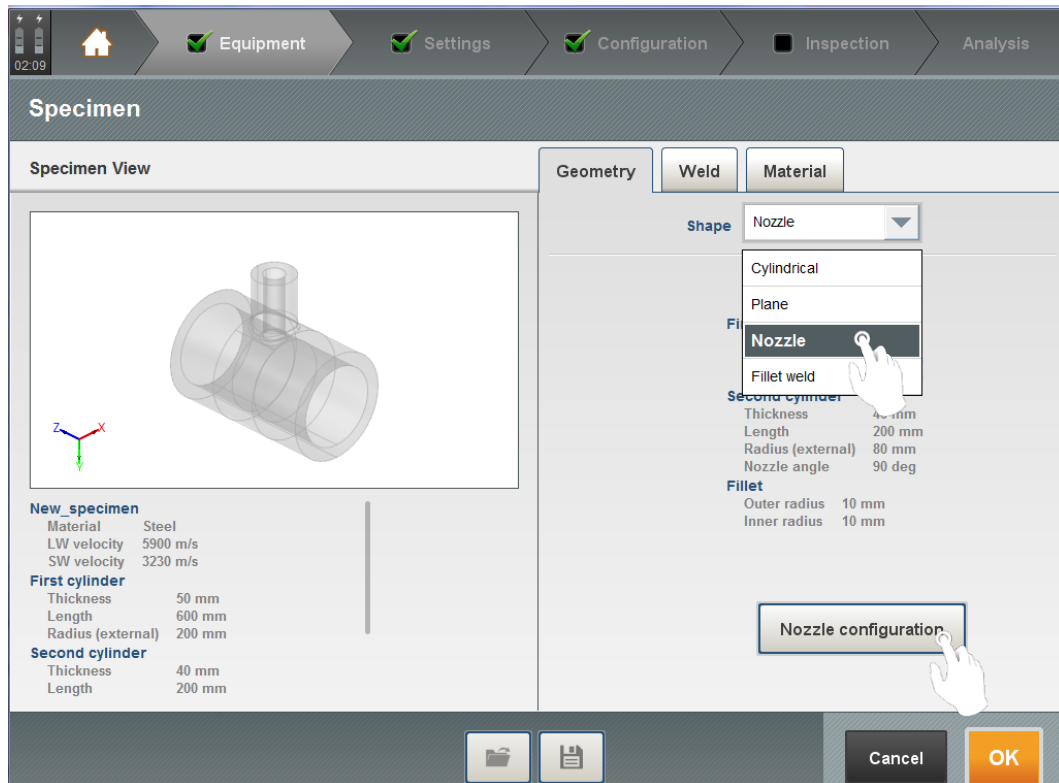 Equipment
Settings
Configuration
Inspection
Analysis
02:09
Specimen
Specimen View
Geometry
Weld
Material
Shape
Nozzle
Cylindrical
Plane
Nozzle
Fillet weld
Z
X
Y
New_specimen
Material Steel
LW velocity 5900 m/s
SW velocity 3230 m/s
First cylinder
Thickness 50 mm
Length 600 mm
Radius (external) 200 mm
Second cylinder
Thickness 40 mm
Length 200 mm
Second cylinder
Thickness mm
Length 200 mm
Radius (external) 80 mm
Nozzle angle 90 deg
Fillet
Outer radius 10 mm
Inner radius 10 mm
Nozzle configuration
Cancel
OK